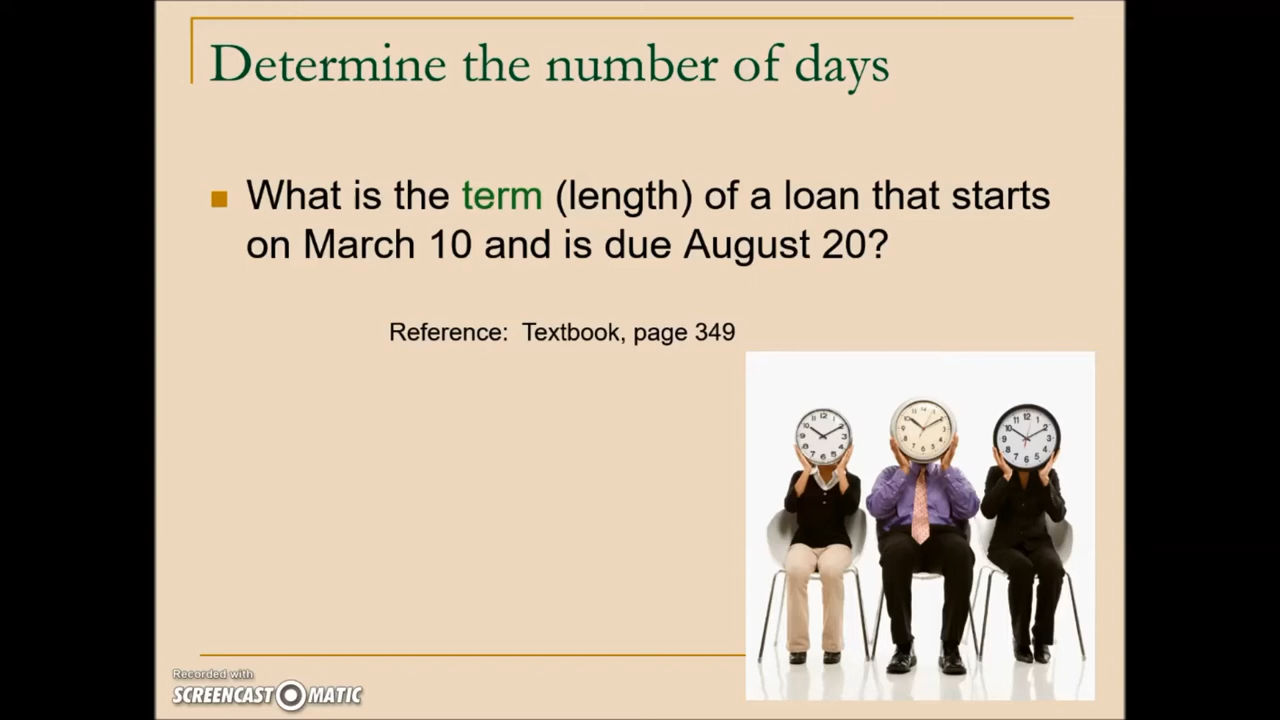 Determine the number of days
What is the term (length) of a loan that starts
on March 10 and is due August 20?
Reference: Textbook, page 349
Recorded with
SCREENCAST MATIC